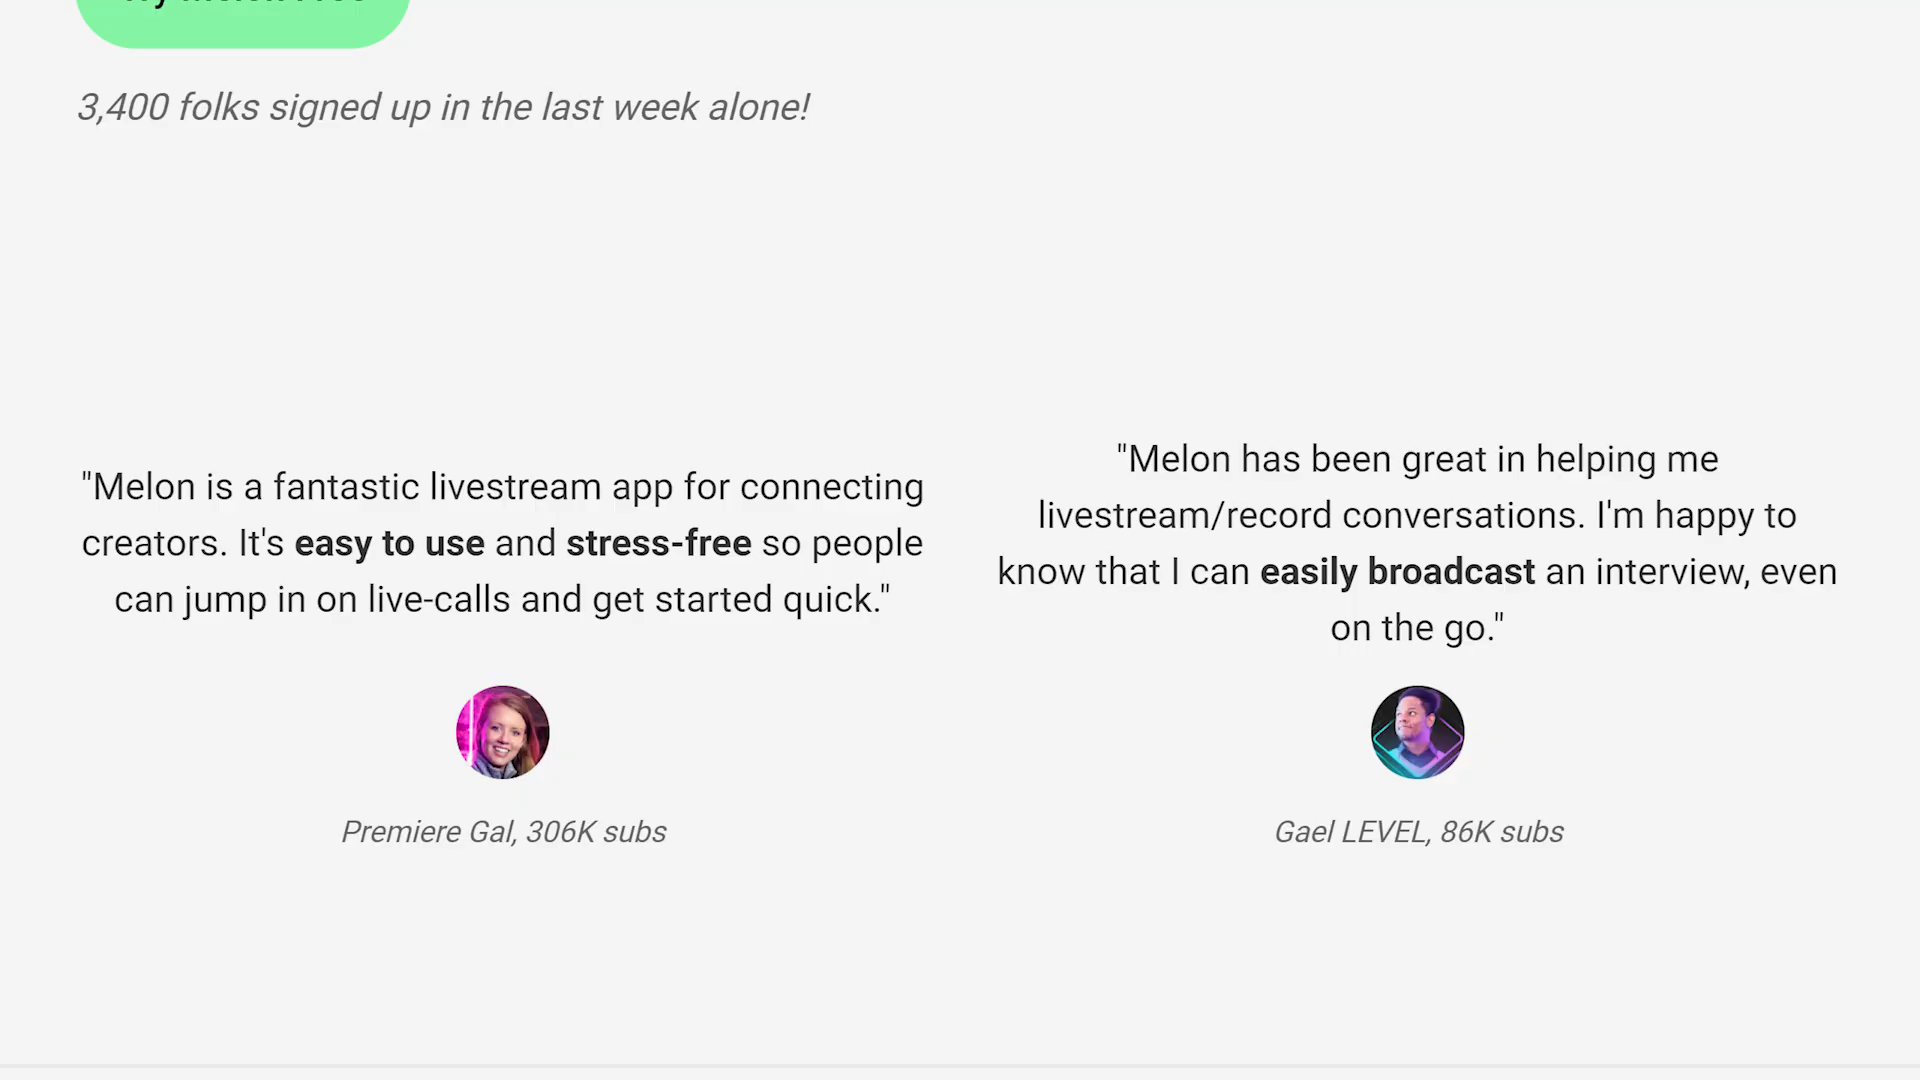 3,400 folks signed up in the last week alone!
"Melon is a fantastic livestream app for connecting
creators. It's easy to use and stress-free so people
can jump in on live-calls and get started quick."
Premiere Gal, 306K subs
"Melon has been great in helping me
livestream/record conversations. I'm happy to
know that I can easily broadcast an interview, even
on the go."
Gael LEVEL, 86K subs